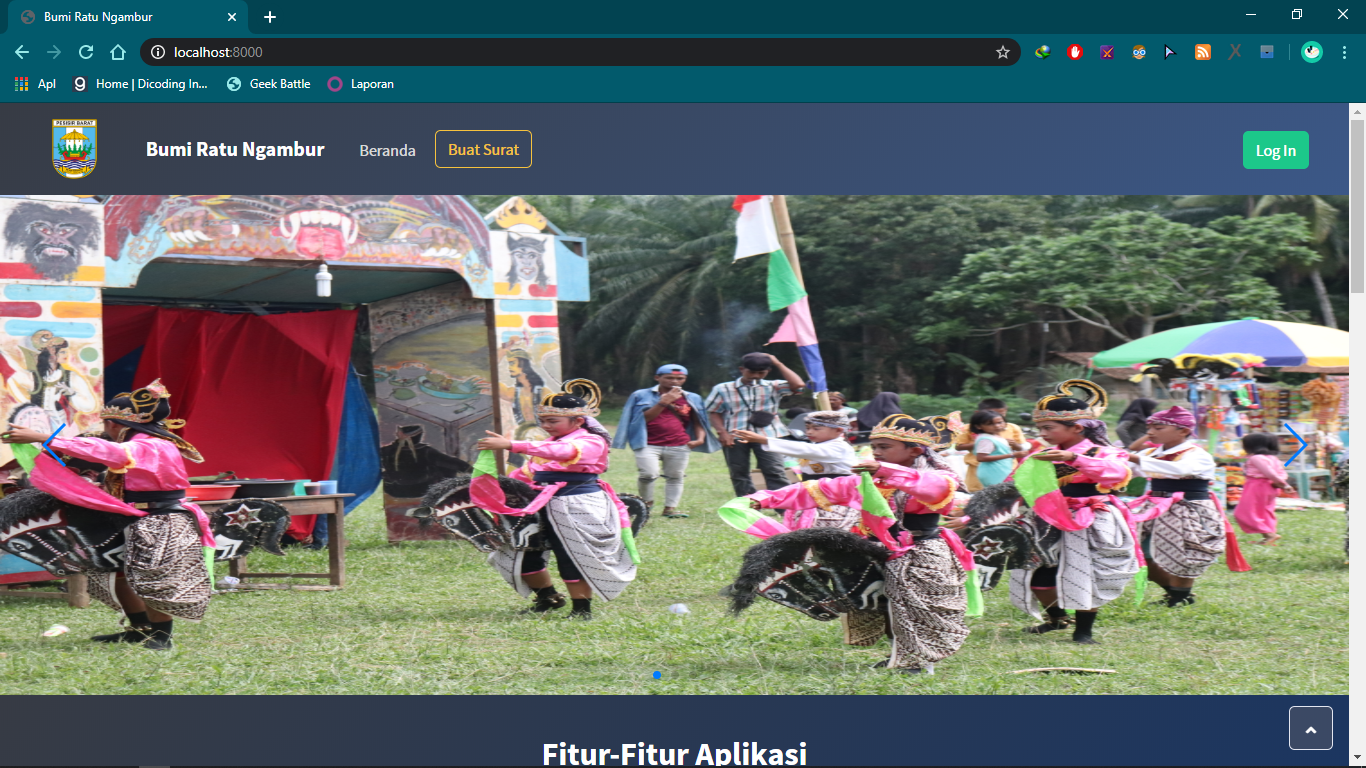 Bumi Ratu Ngambur
localhost:8000
Apl
Home | Dicoding In...
Geek Battle
Laporan
PESISIR BARAT
Bumi Ratu Ngambur
Beranda
Buat Surat
Log In
Fitur-Fitur Aplikasi